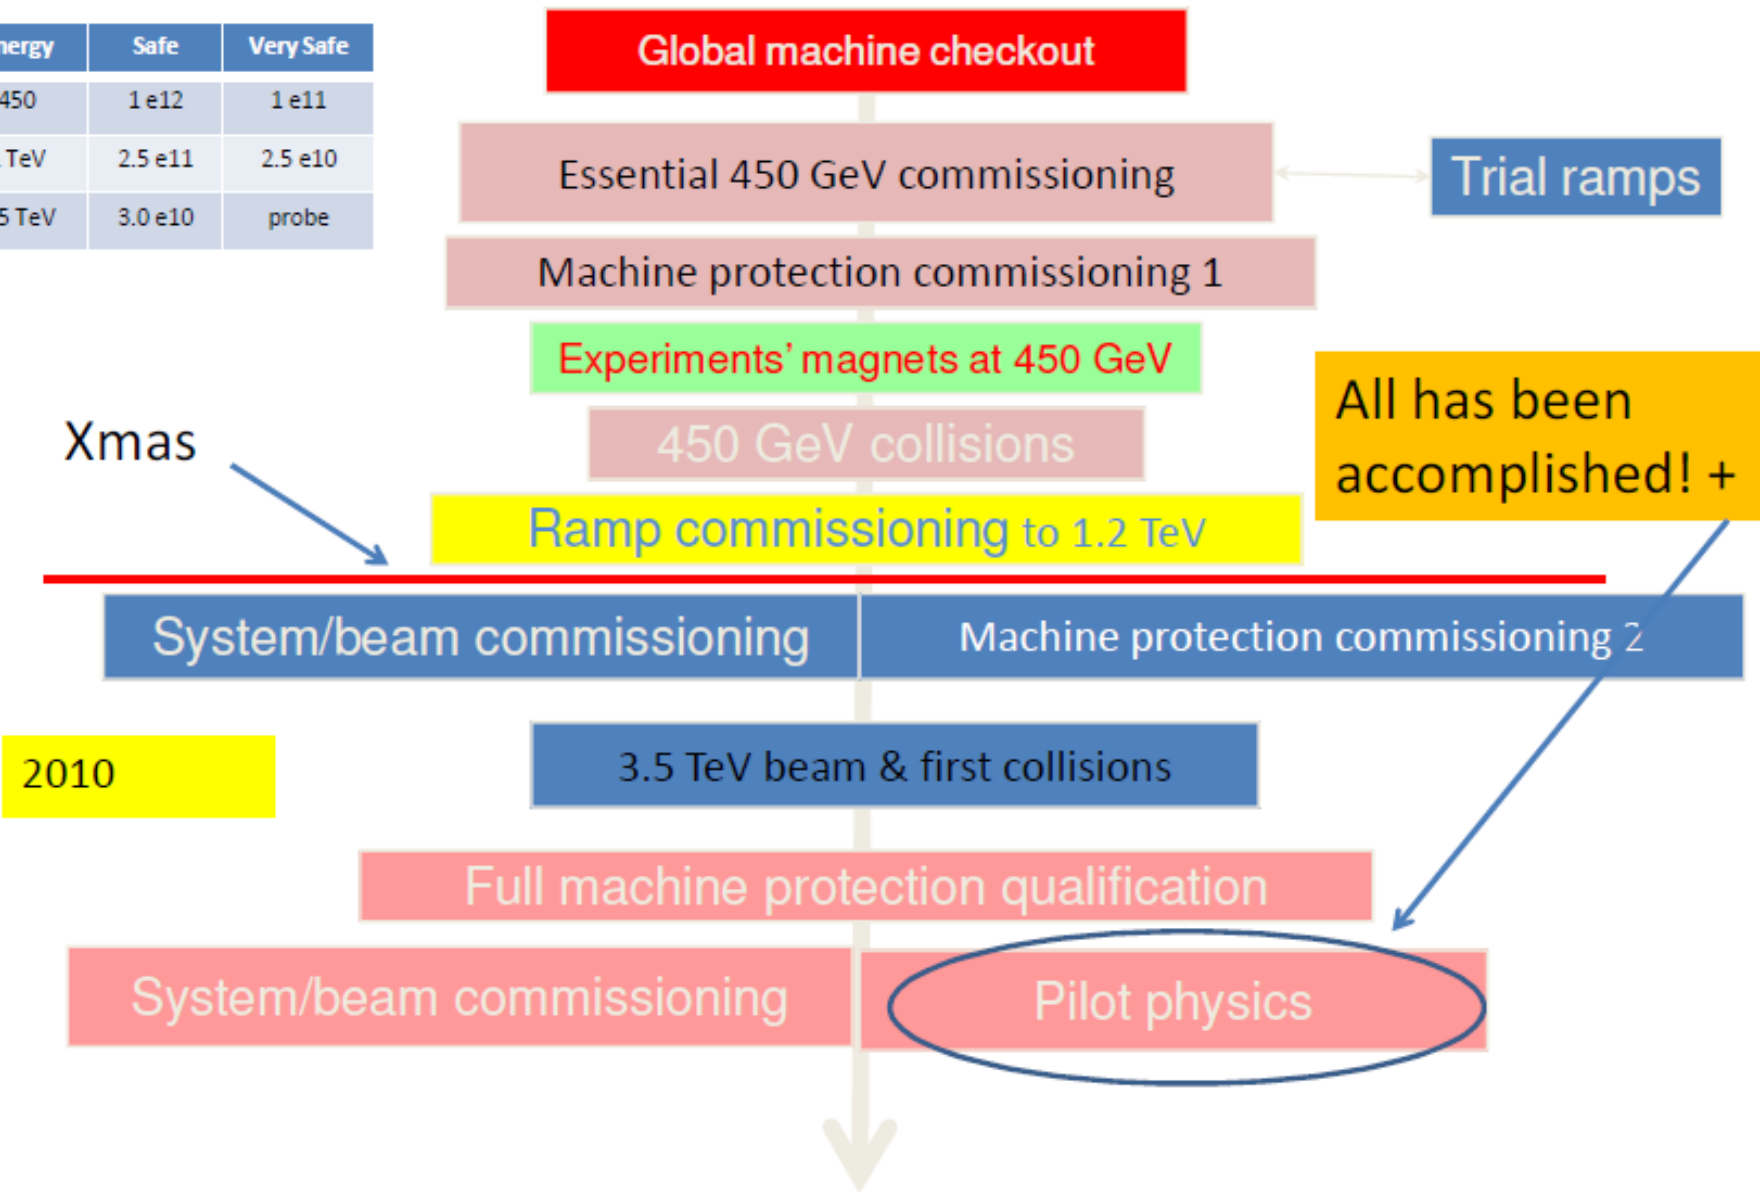 Safe Very Safe
450 1 e12 1 e11
TeV 2.5 e11 2.5 e10
5 TeV 3.0 e10 probe
Global machine checkout
Essential 450 GeV commissioning
Trial ramps
Machine protection commissioning 1
Experiments' magnets at 450 GeV
All has been
accomplished! +
Xmas
450 GeV collisions
Ramp commissioning to 1.2 TeV
System/beam commissioning
Machine protection commissioning 2
2010
3.5 TeV beam & first collisions
Full machine protection qualification
System/beam commissioning
Pilot physics